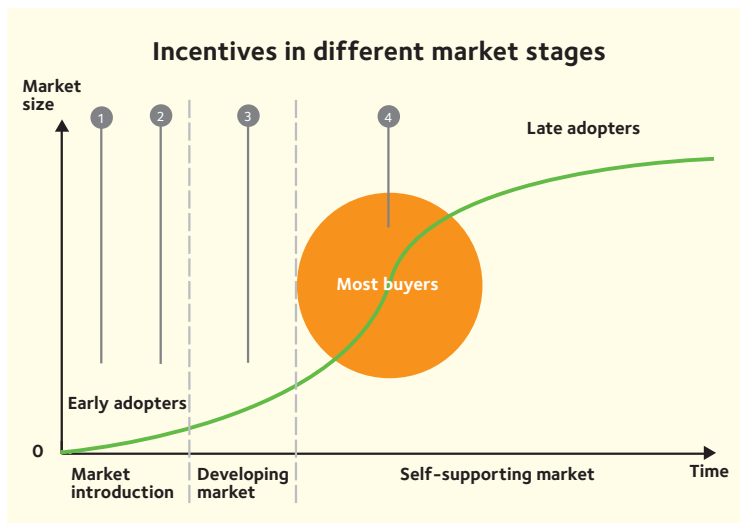 Incentives in different market stages
Market
size
1
2
3
4
Late adopters
Most buyers
Early adopters
0
Market
introduction
Developing
market
Self-supporting market
Time